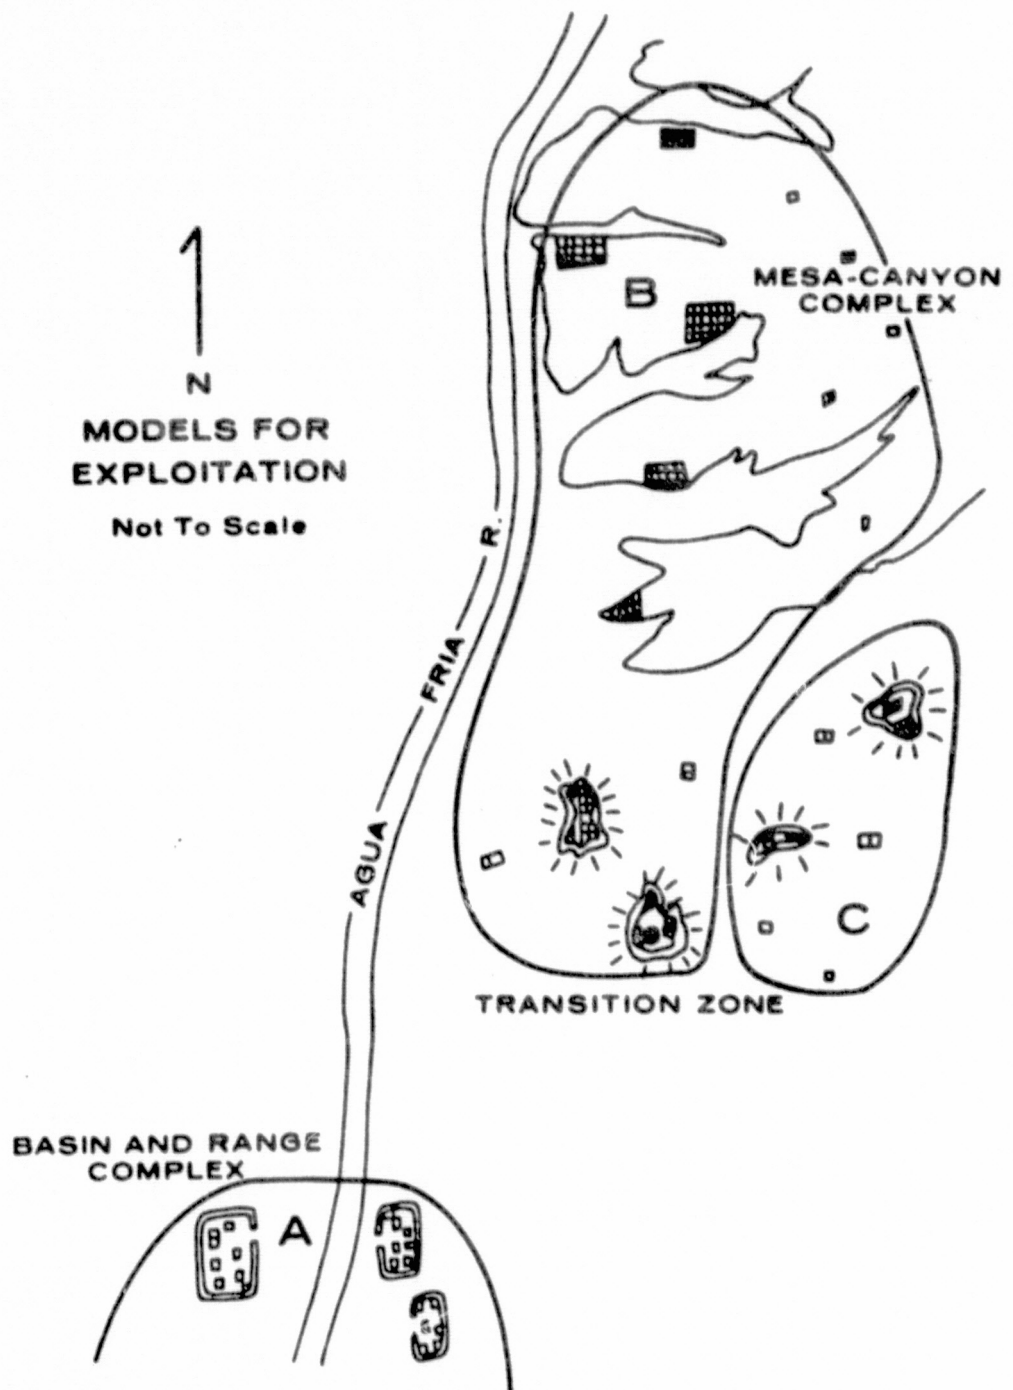 N
MODELS FOR
EXPLOITATION
Not To Scale
B
MESA-CANYON
COMPLEX
AGUA FRIA R.
C
TRANSITION ZONE
BASIN AND RANGE
COMPLEX
A